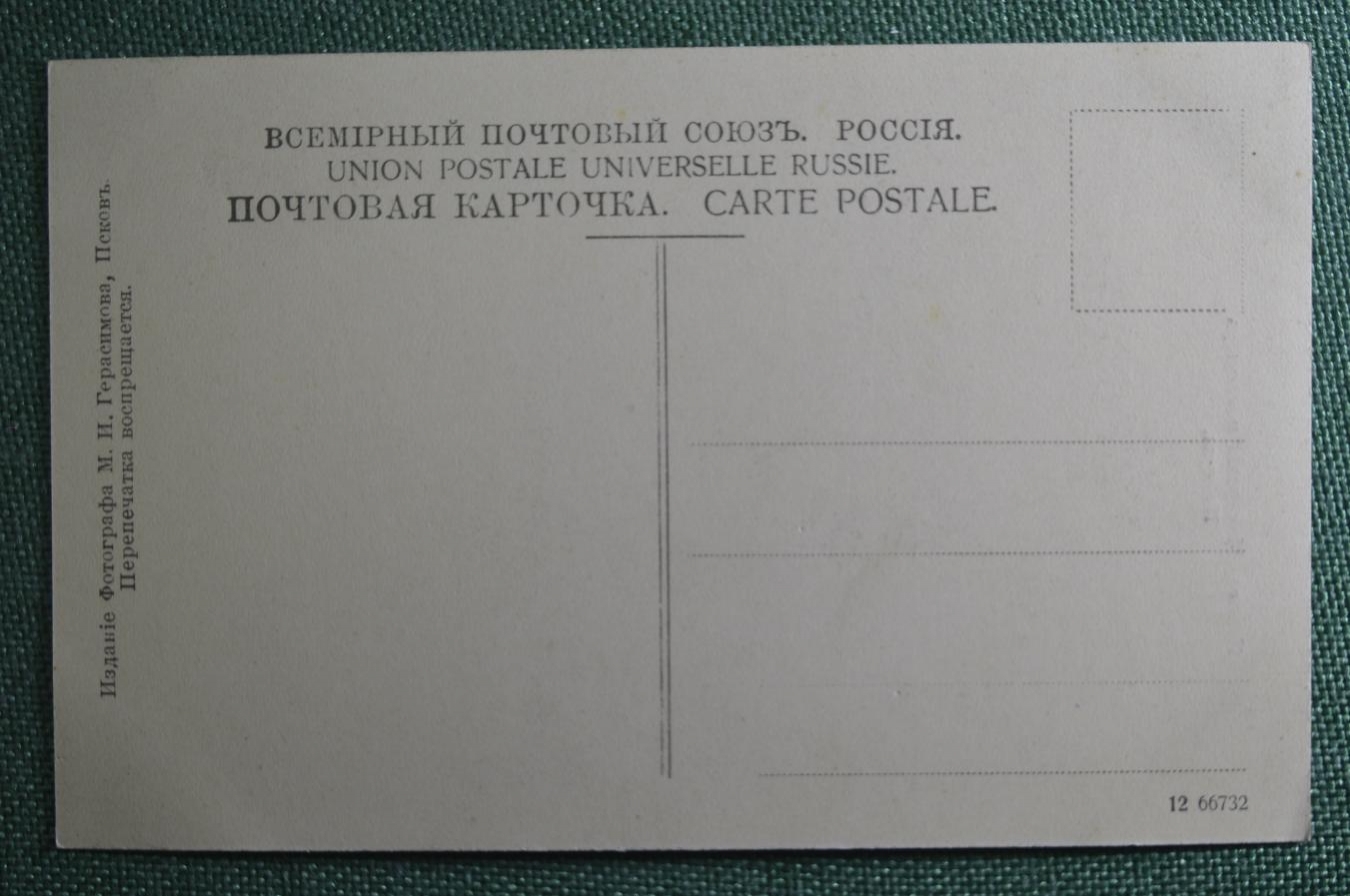 ВСЕМІРНЫЙ ПОЧТОВЫЙ СОЮЗЪ. РОССІЯ.
UNION POSTALE UNIVERSELLE RUSSIE.
ПОЧТОВАЯ КАРТОЧКА. CARTE POSTALE.
Изданіе Фотографа М. И. Герасимова, Псковъ.
Перепечатка воспрещается.
12 66732